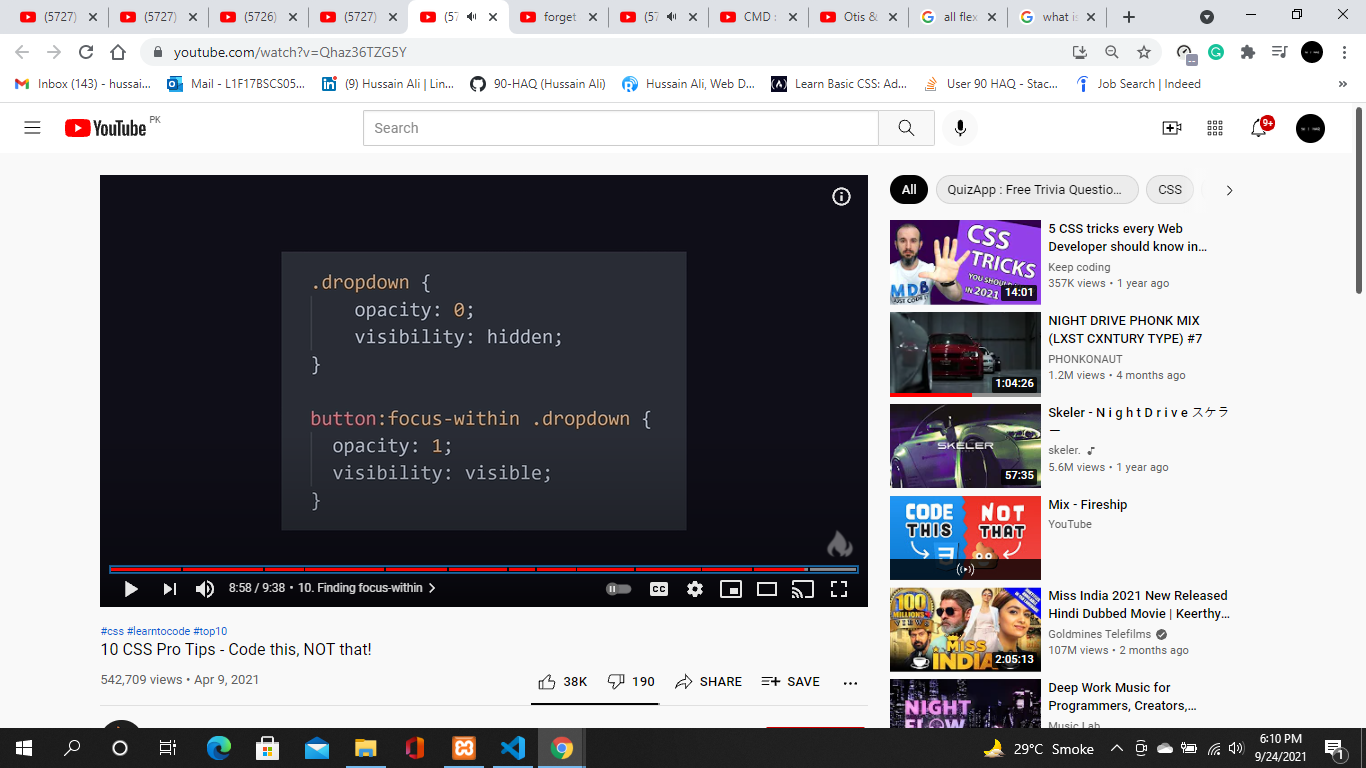 (5727)
(5727)
(5726)
(5727)
(57
forget
(57
CMD
Otis &
all flex
what is
youtube.com/watch?v=Qhaz36TZG5Y
Inbox (143) - hussai...
Mail - L1F17BSCS05...
(9) Hussain Ali | Lin...
90-HAQ (Hussain Ali)
Hussain Ali, Web D...
Learn Basic CSS: Ad...
User 90 HAQ - Stac...
Job Search | Indeed
»
YouTube PK
Search
9+
.dropdown {
opacity: 0;
visibility: hidden;
}
button:focus-within .dropdown {
opacity: 1;
visibility: visible;
}
8:58 / 9:38 • 10. Finding focus-within
CC
#css #learntocode #top10
10 CSS Pro Tips - Code this, NOT that!
542,709 views • Apr 9, 2021
38K
190
SHARE
SAVE
All
QuizApp : Free Trivia Questio...
CSS
CSS
TRICKS
YOU SHOULD
IN 2021
MDB
JUST CODE IT
14:01
5 CSS tricks every Web
Developer should know in...
Keep coding
357K views • 1 year ago
1:04:26
NIGHT DRIVE PHONK MIX
(LXST CXNTURY TYPE) #7
PHONKONAUT
1.2M views • 4 months ago
SKELER
57:35
Skeler - N i g h t D r i v e スケラ
ー
skeler.
5.6M views • 1 year ago
CODE
THIS
NOT
THAT
Mix - Fireship
YouTube
100
MILLIONS
VIEWS
MISS
INDIA
2:05:13
Miss India 2021 New Released
Hindi Dubbed Movie | Keerthy...
Goldmines Telefilms
107M views • 2 months ago
NIGHT
FLOW
Deep Work Music for
Programmers, Creators,...
Music Lab
29°C Smoke
6:10 PM
9/24/2021
1